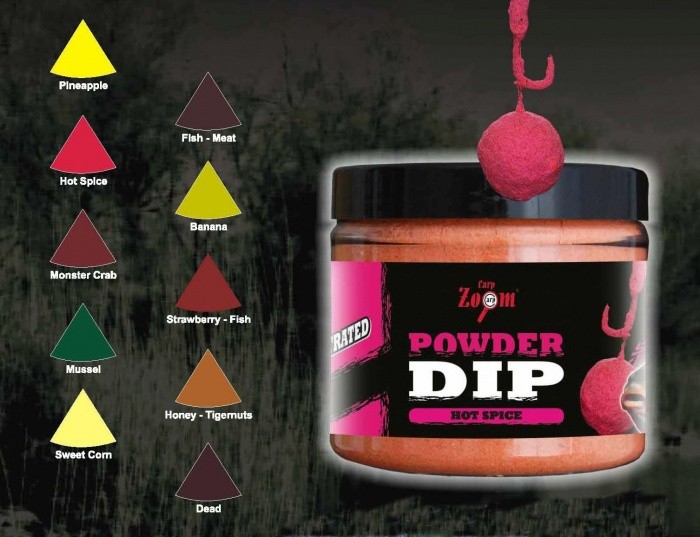 Pineapple
Hot Spice
Monster Crab
Mussel
Sweet Corn
Fish - Meat
Banana
Strawberry - Fish
Honey - Tigernuts
Dead
Carp
Zoom
POWDER
DIP
HOT SPICE